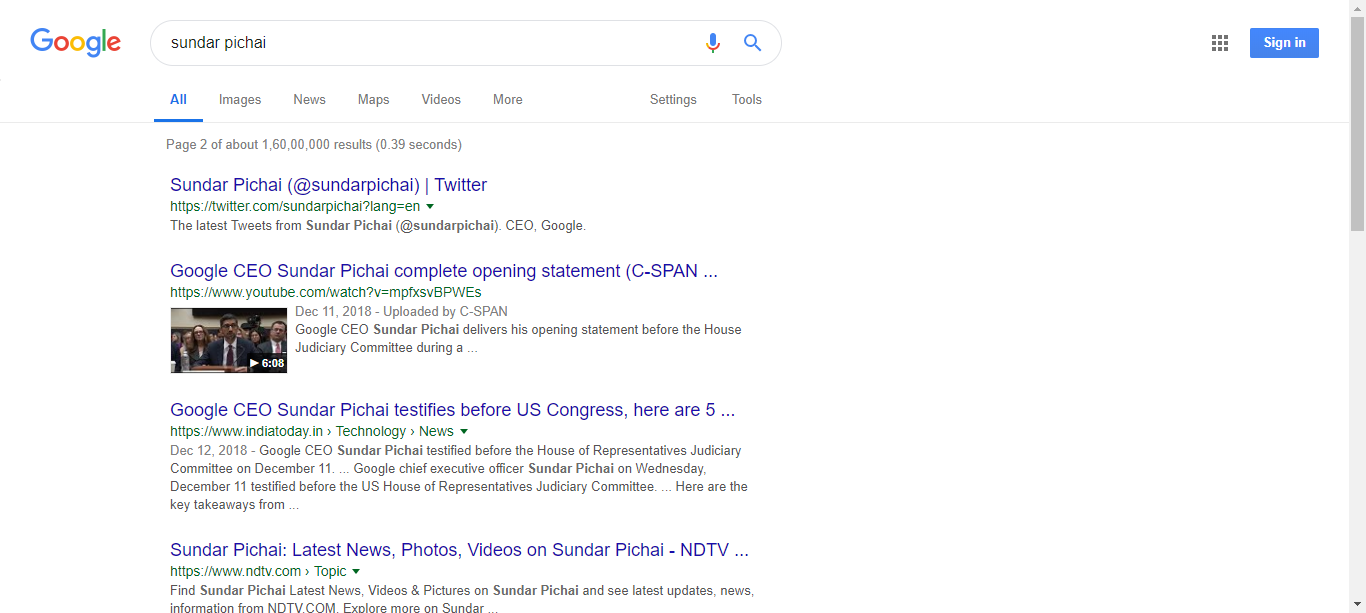 Google
sundar pichai
Sign in
All Images News Maps Videos More Settings Tools
Page 2 of about 1,60,00,000 results (0.39 seconds)
Sundar Pichai (@sundarpichai) | Twitter
https://twitter.com/sundarpichai?lang=en
The latest Tweets from Sundar Pichai (@sundarpichai). CEO, Google.
Google CEO Sundar Pichai complete opening statement (C-SPAN ...
https://www.youtube.com/watch?v=mpfxsvBPWEs
Dec 11, 2018 - Uploaded by C-SPAN
Google CEO Sundar Pichai delivers his opening statement before the House
Judiciary Committee during a ...
6:08
Google CEO Sundar Pichai testifies before US Congress, here are 5 ...
https://www.indiatoday.in › Technology › News
Dec 12, 2018 - Google CEO Sundar Pichai testified before the House of Representatives Judiciary
Committee on December 11. ... Google chief executive officer Sundar Pichai on Wednesday,
December 11 testified before the US House of Representatives Judiciary Committee. ... Here are the
key takeaways from ...
Sundar Pichai: Latest News, Photos, Videos on Sundar Pichai - NDTV ...
https://www.ndtv.com › Topic
Find Sundar Pichai Latest News, Videos & Pictures on Sundar Pichai and see latest updates, news,
information from NDTV.COM. Explore more on Sundar ...